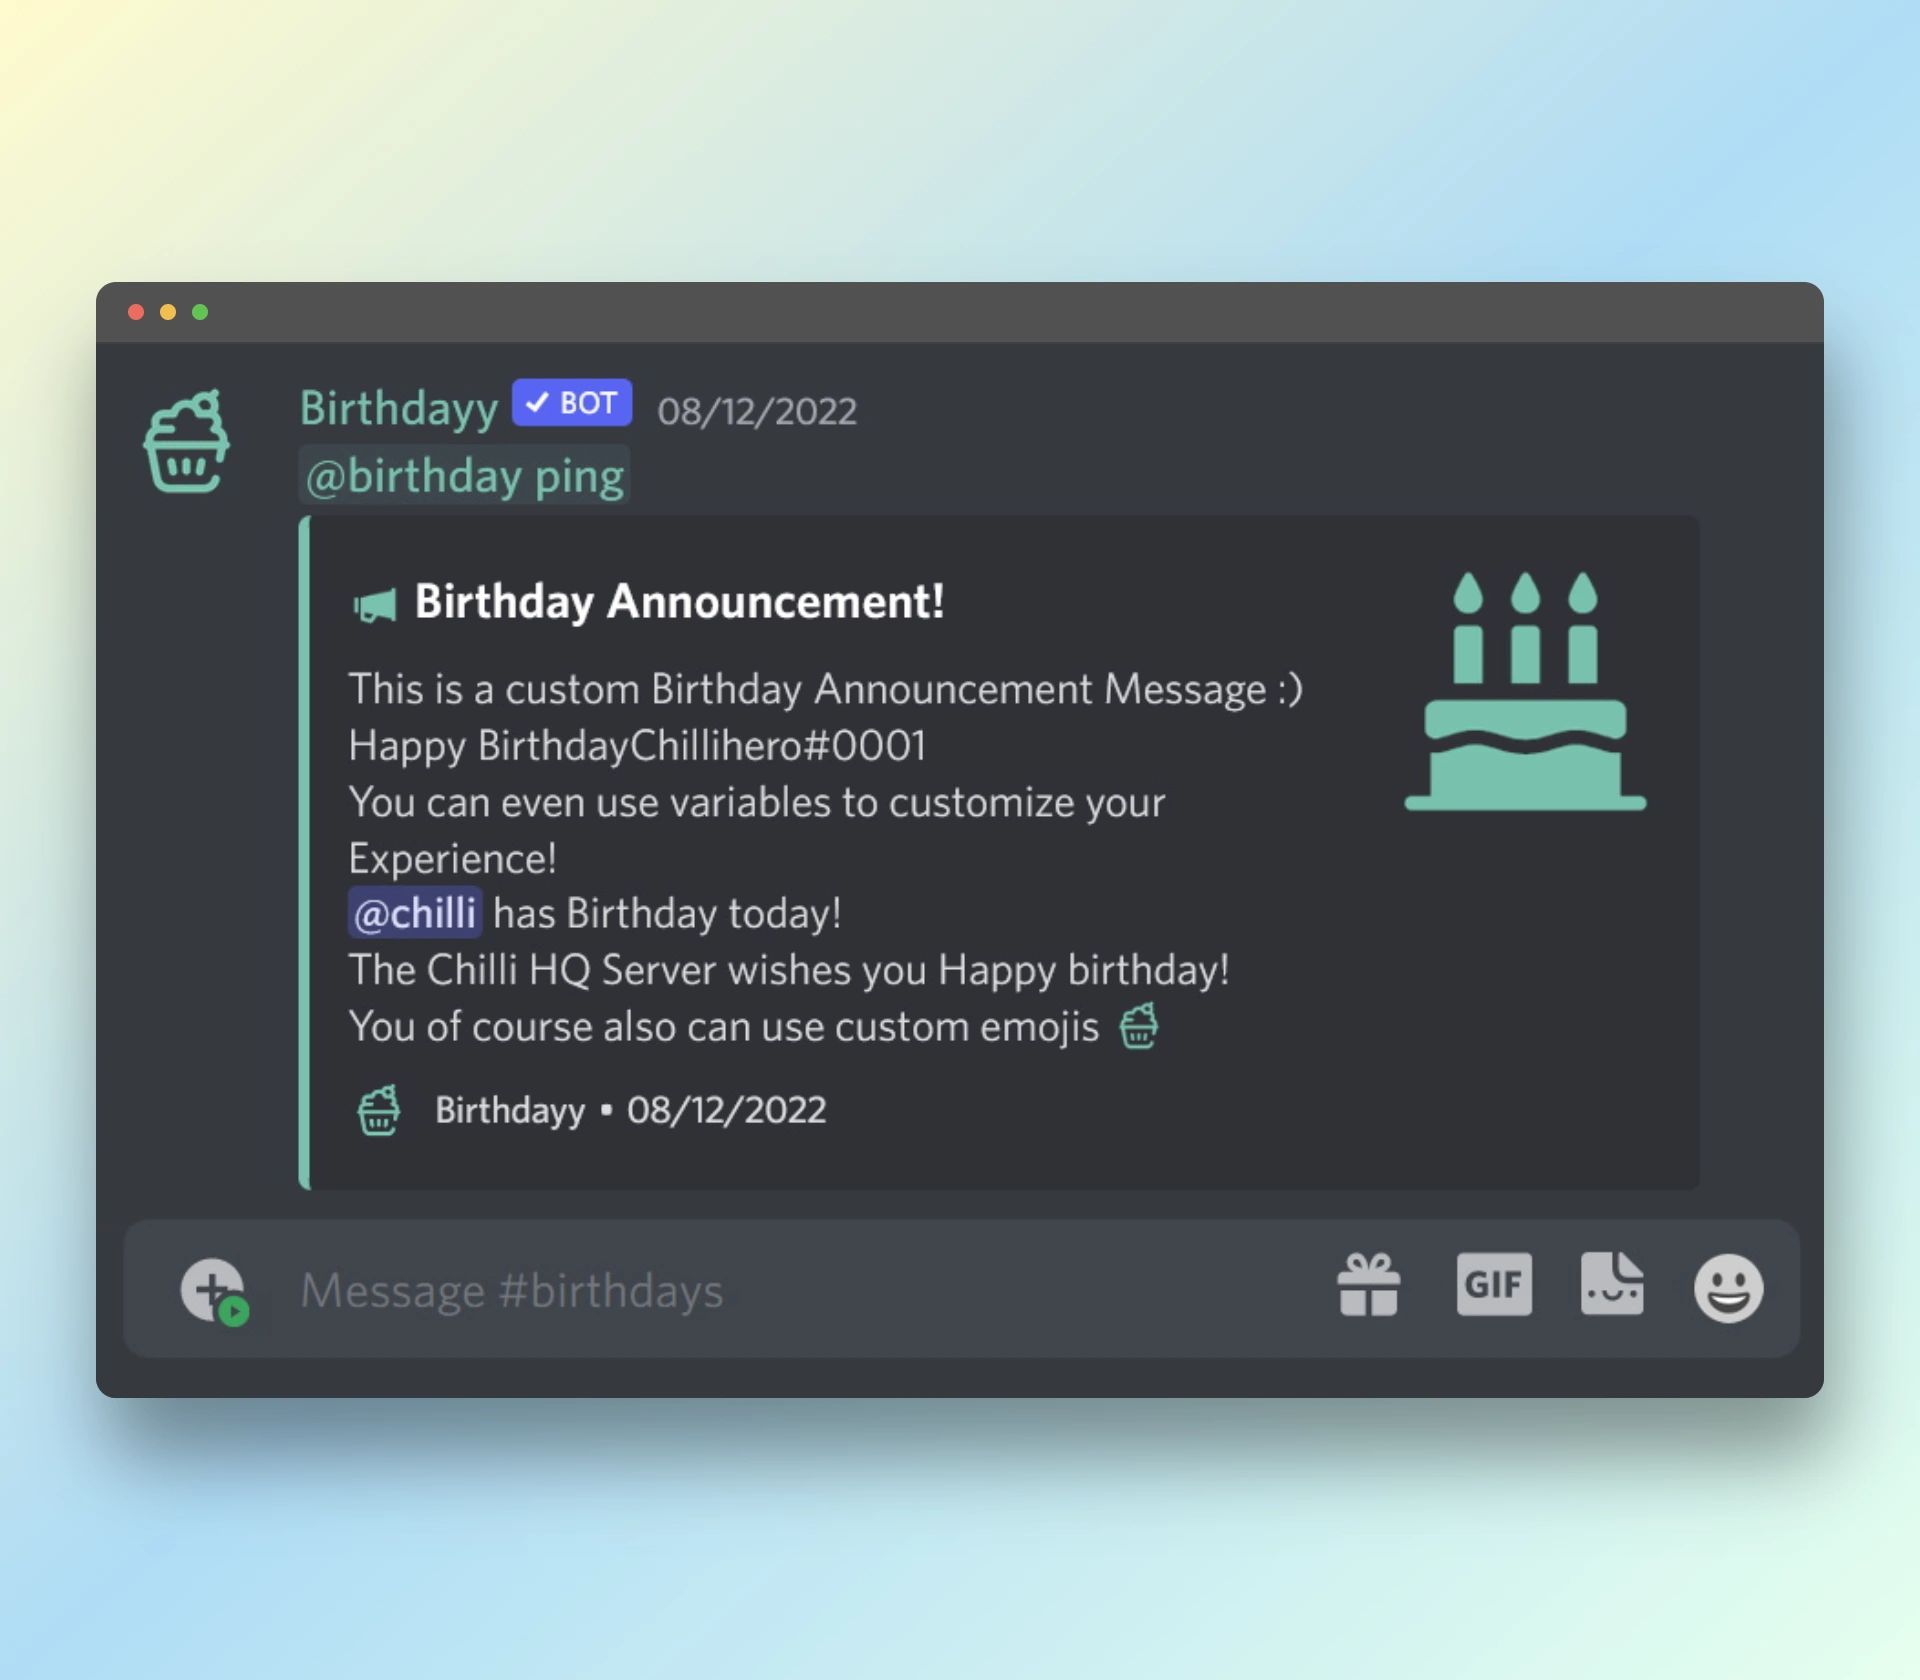 Birthdayy BOT 08/12/2022
@birthday ping
Birthday Announcement!
This is a custom Birthday Announcement Message :)
Happy BirthdayChillihero#0001
You can even use variables to customize your
Experience!
@chilli has Birthday today!
The Chilli HQ Server wishes you Happy birthday!
You of course also can use custom emojis
Birthdayy • 08/12/2022
Message #birthdays GIF